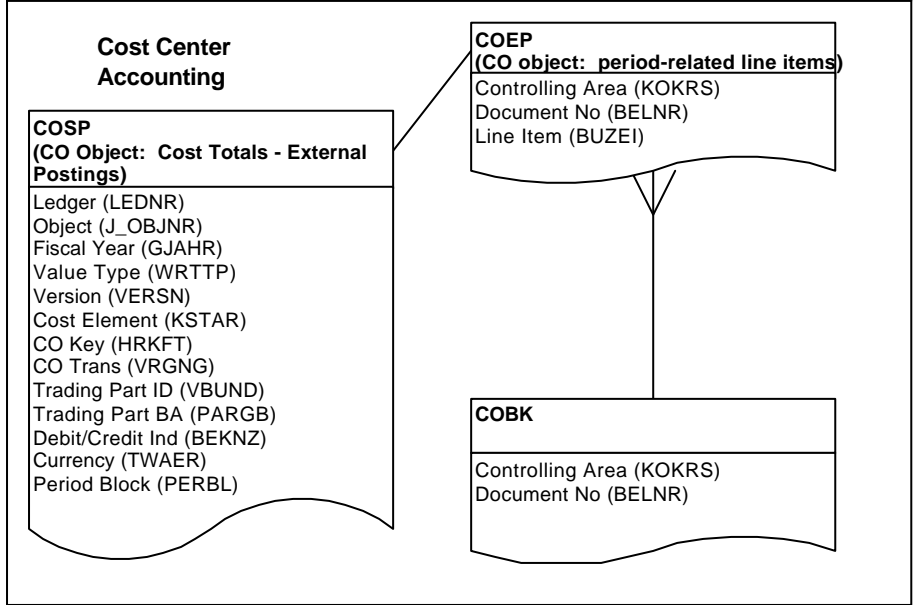 Cost Center
Accounting
COSP
(CO Object: Cost Totals - External
Postings)
Ledger (LEDNR)
Object (J_OBJNR)
Fiscal Year (GJAHR)
Value Type (WRTTP)
Version (VERSN)
Cost Element (KSTAR)
CO Key (HRKFT)
CO Trans (VRGNG)
Trading Part ID (VBUND)
Trading Part BA (PARGB)
Debit/Credit Ind (BEKNZ)
Currency (TWAER)
Period Block (PERBL)
COEP
(CO object: period-related line items)
Controlling Area (KOKRS)
Document No (BELNR)
Line Item (BUZEI)
COBK
Controlling Area (KOKRS)
Document No (BELNR)